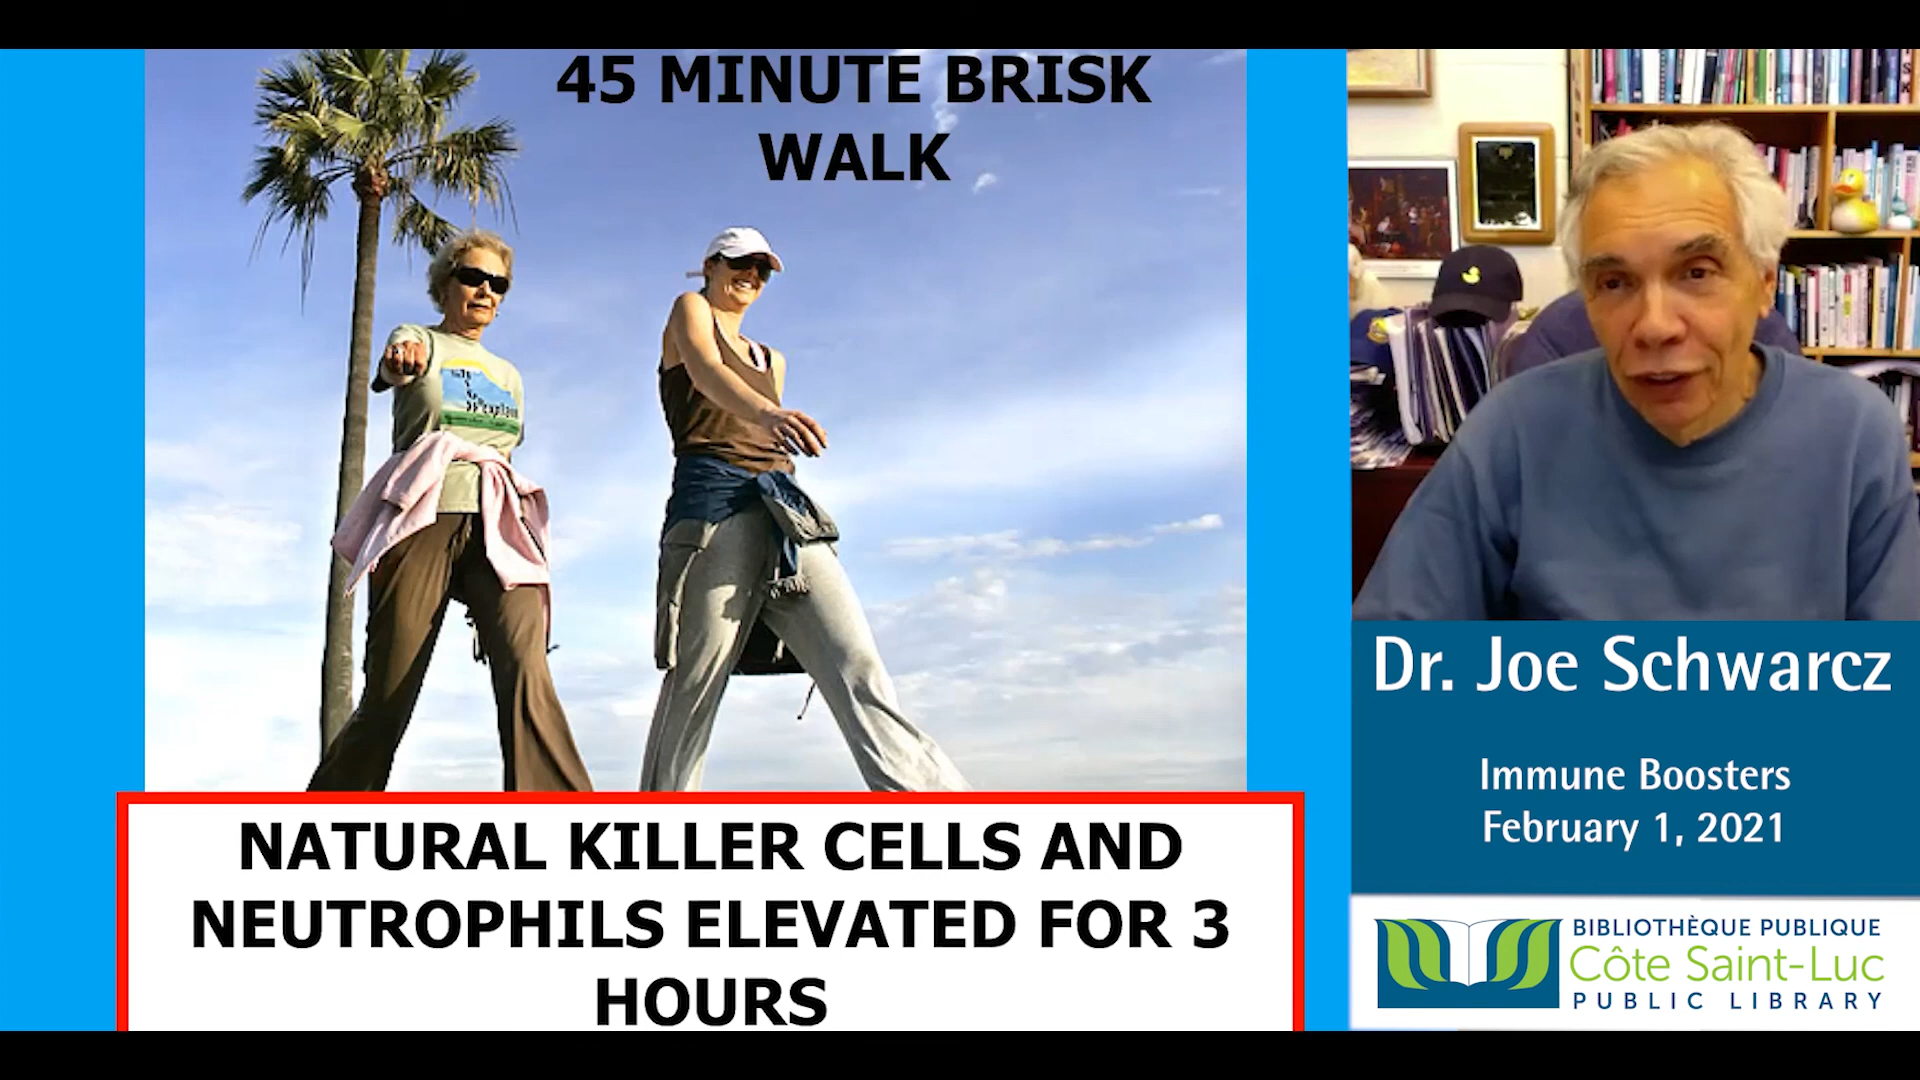 45 MINUTE BRISK
WALK
NATURAL KILLER CELLS AND
NEUTROPHILS ELEVATED FOR 3
HOURS
Dr. Joe Schwarcz
Immune Boosters
February 1, 2021
BIBLIOTHÈQUE PUBLIQUE
Côte Saint-Luc
PUBLIC LIBRARY